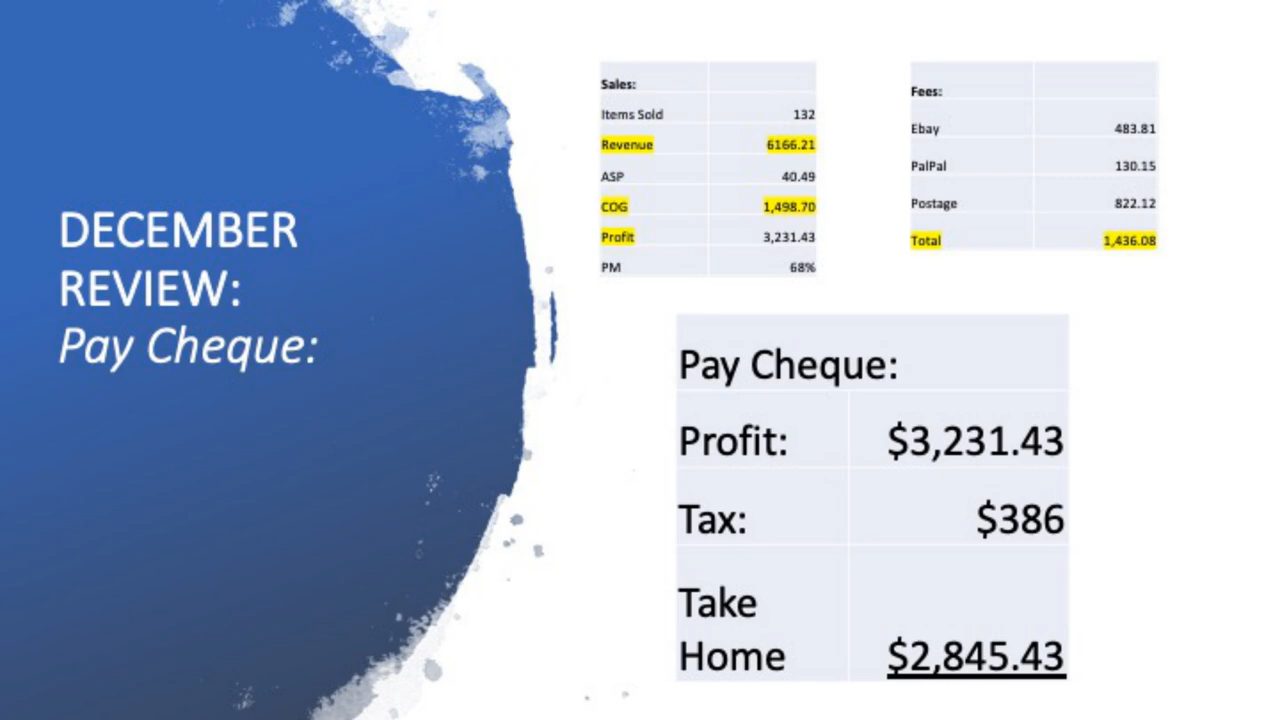 DECEMBER
REVIEW:
Pay Cheque:
Sales:
Items Sold 132
Revenue 6166.21
ASP 40.49
COG 1,498.70
Profit 3,231.43
PM 68%
Fees:
Ebay 483.81
PalPal 130.15
Postage 822.12
Total 1,436.08
Pay Cheque:
Profit: $3,231.43
Tax: $386
Take
Home $2,845.43